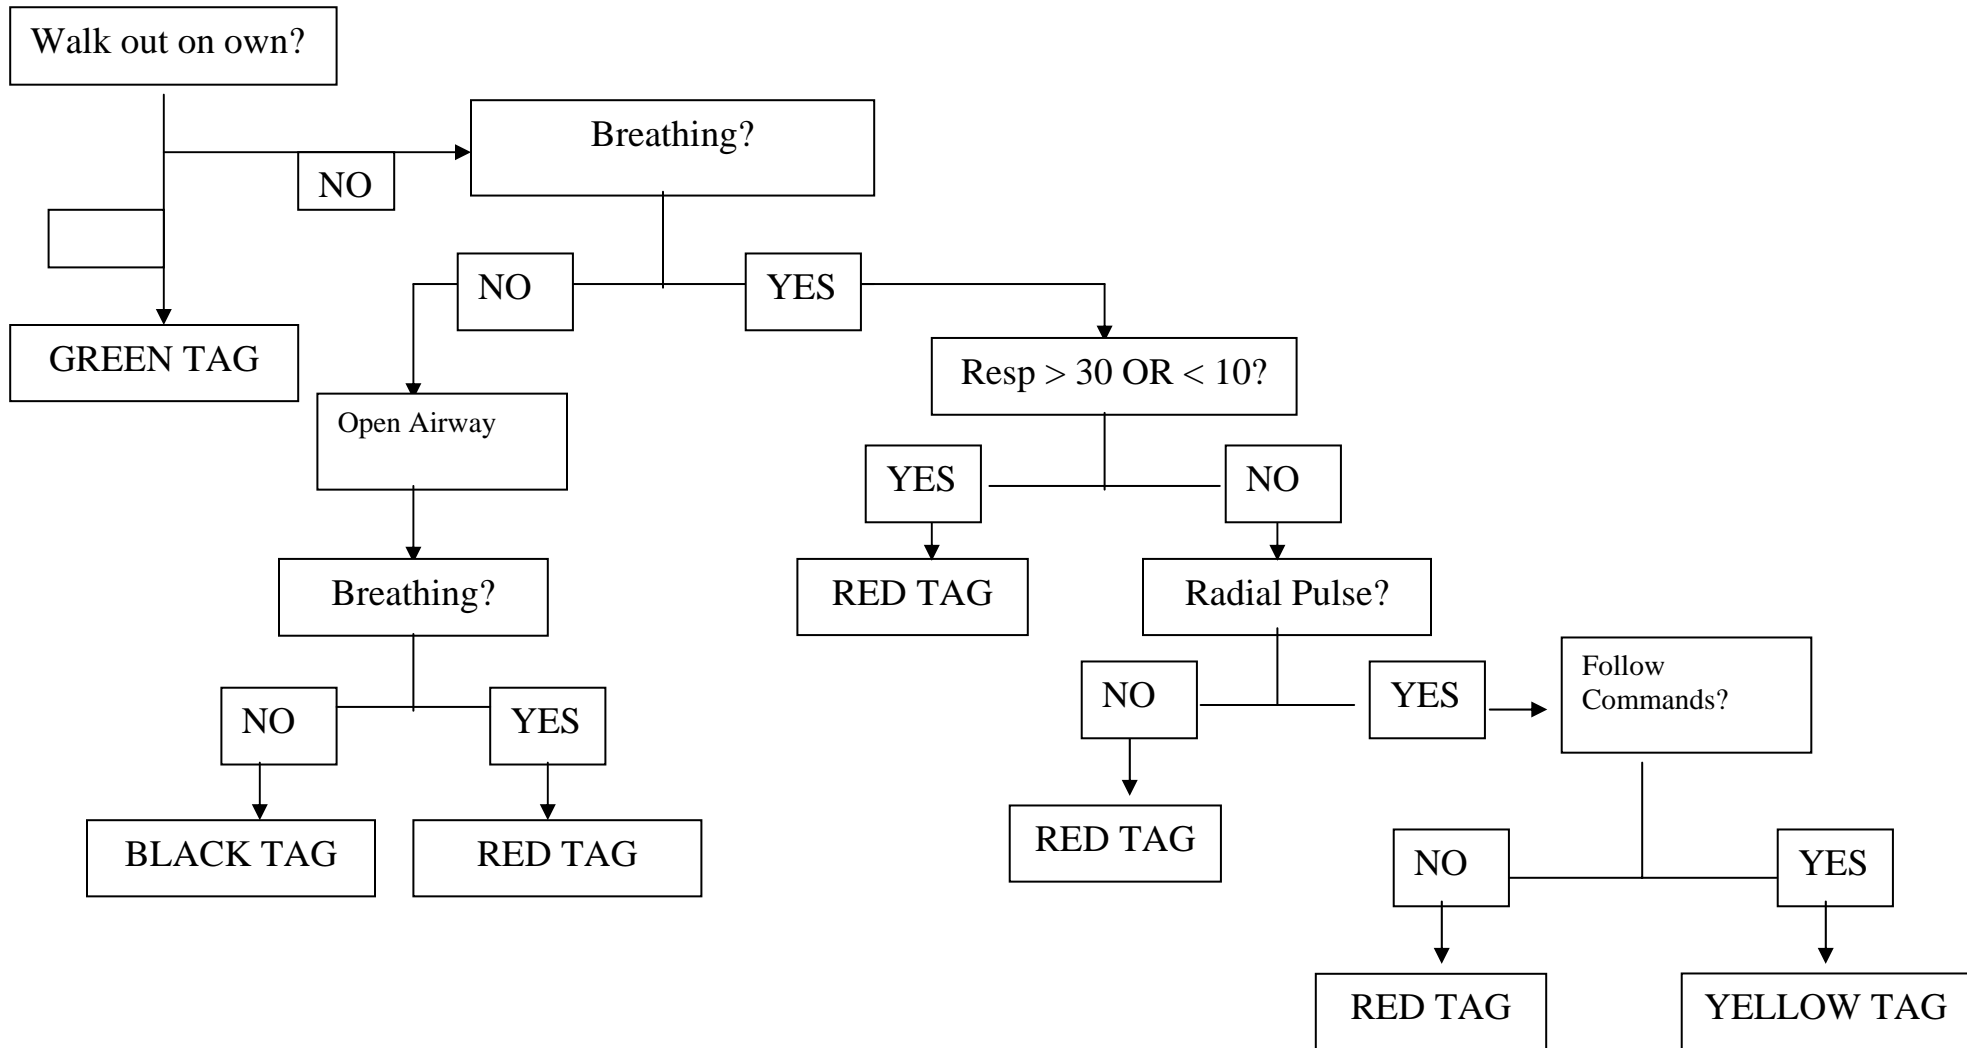 Walk out on own?
Breathing?
NO
NO
YES
GREEN TAG
Resp > 30 OR < 10?
Open Airway
YES
NO
Breathing?
RED TAG
Radial Pulse?
NO
YES
NO
YES
Follow
Commands?
BLACK TAG
RED TAG
RED TAG
NO
YES
RED TAG
YELLOW TAG